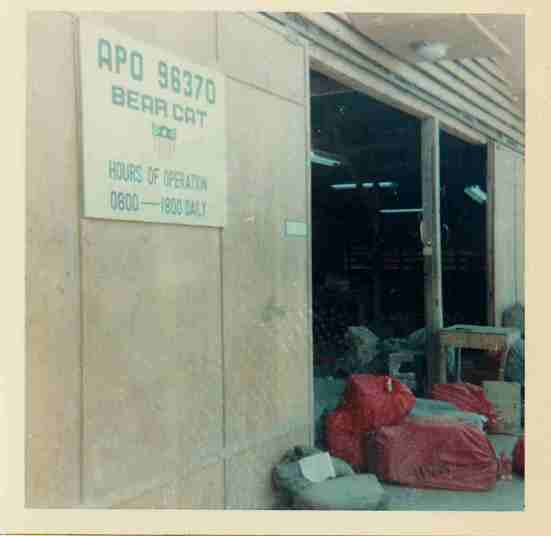 APO 96370
BEAR CAT
HOURS OF OPERATION
0800—1800 DAILY